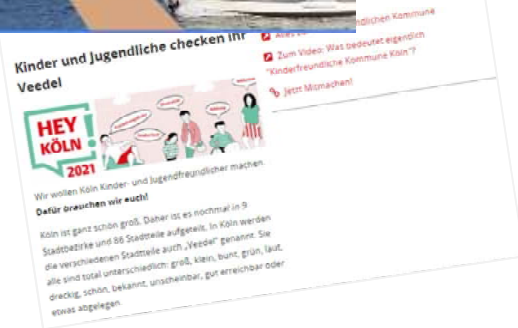 Kinder und Jugendliche checken ihr
Veedel
HEY
KÖLN
2021
Wir wollen Köln Kinder- und Jugendfreundlicher machen.
Dafür brauchen wir euch!
Köln ist ganz schön groß. Daher ist es nochmal in 9
Stadtbezirke und 86 Stadtteile aufgeteilt. In Köln werden
die verschiedenen Stadtteile auch „Veedel" genannt. Sie
alle sind total unterschiedlich: groß, klein, bunt, grün, laut,
dreckig, schön, bekannt, unscheinbar, gut erreichbar oder
etwas abgelegen.
Alles dlichen Kommune
Zum Video: Was bedeutet eigentlich
"Kinderfreundliche Kommune Köln"?
Jetzt Mitmachen!